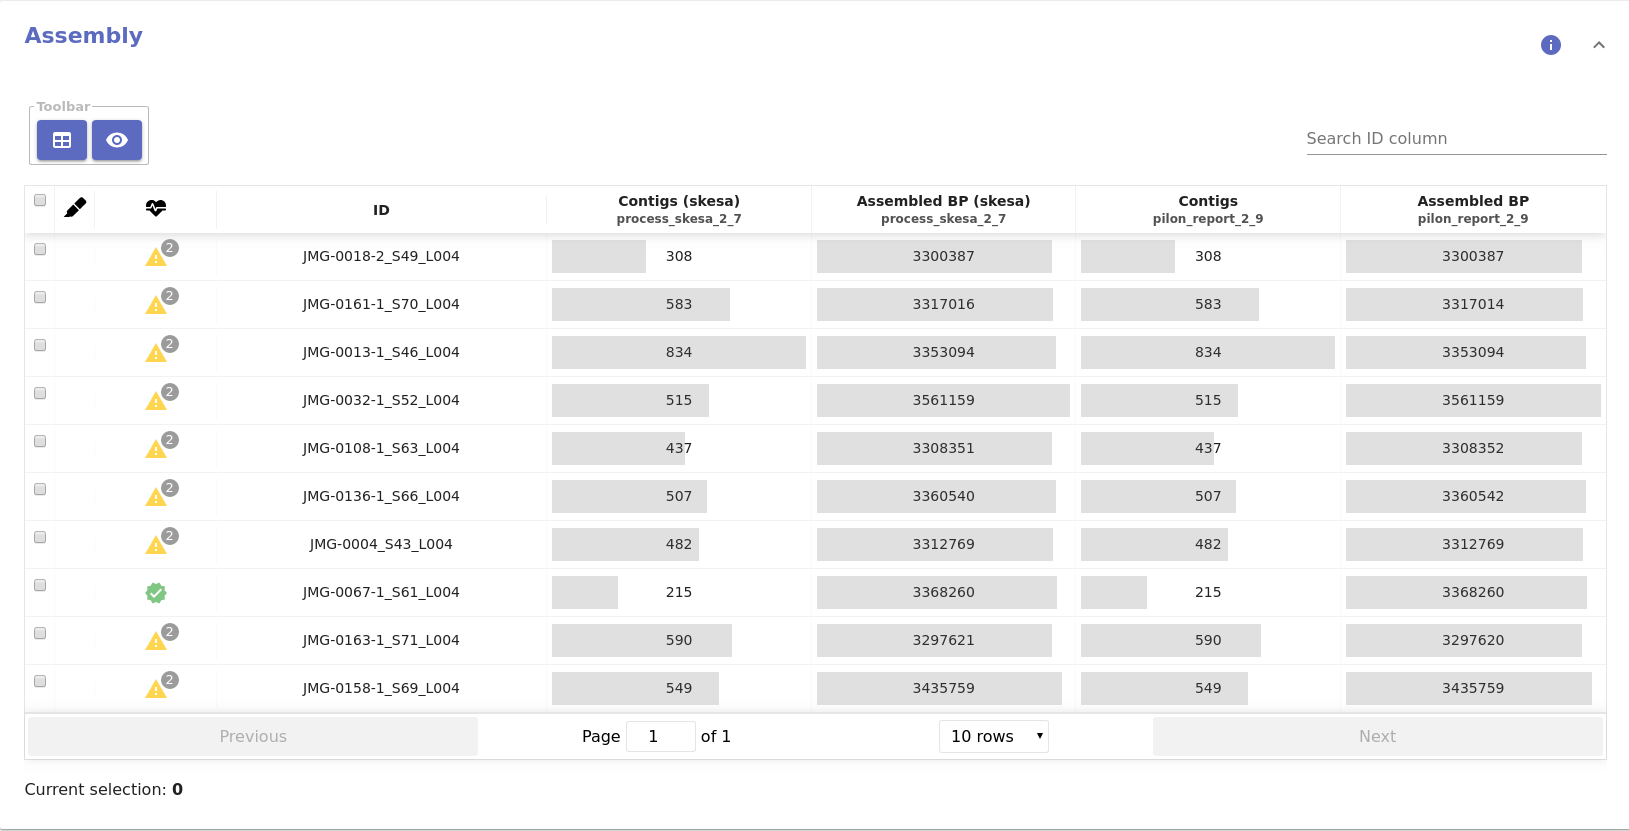 Assembly
Toolbar
Search ID column
ID
Contigs (skesa)
process_skesa_2_7
Assembled BP (skesa)
process_skesa_2_7
Contigs
pilon_report_2_9
Assembled BP
pilon_report_2_9
2 JMG-0018-2_S49_L004 308 3300387 308 3300387
2 JMG-0161-1_S70_L004 583 3317016 583 3317014
2 JMG-0013-1_S46_L004 834 3353094 834 3353094
2 JMG-0032-1_S52_L004 515 3561159 515 3561159
2 JMG-0108-1_S63_L004 437 3308351 437 3308352
2 JMG-0136-1_S66_L004 507 3360540 507 3360542
2 JMG-0004_S43_L004 482 3312769 482 3312769
JMG-0067-1_S61_L004 215 3368260 215 3368260
2 JMG-0163-1_S71_L004 590 3297621 590 3297620
2 JMG-0158-1_S69_L004 549 3435759 549 3435759
Previous Page 1 of 1 10 rows Next
Current selection: 0